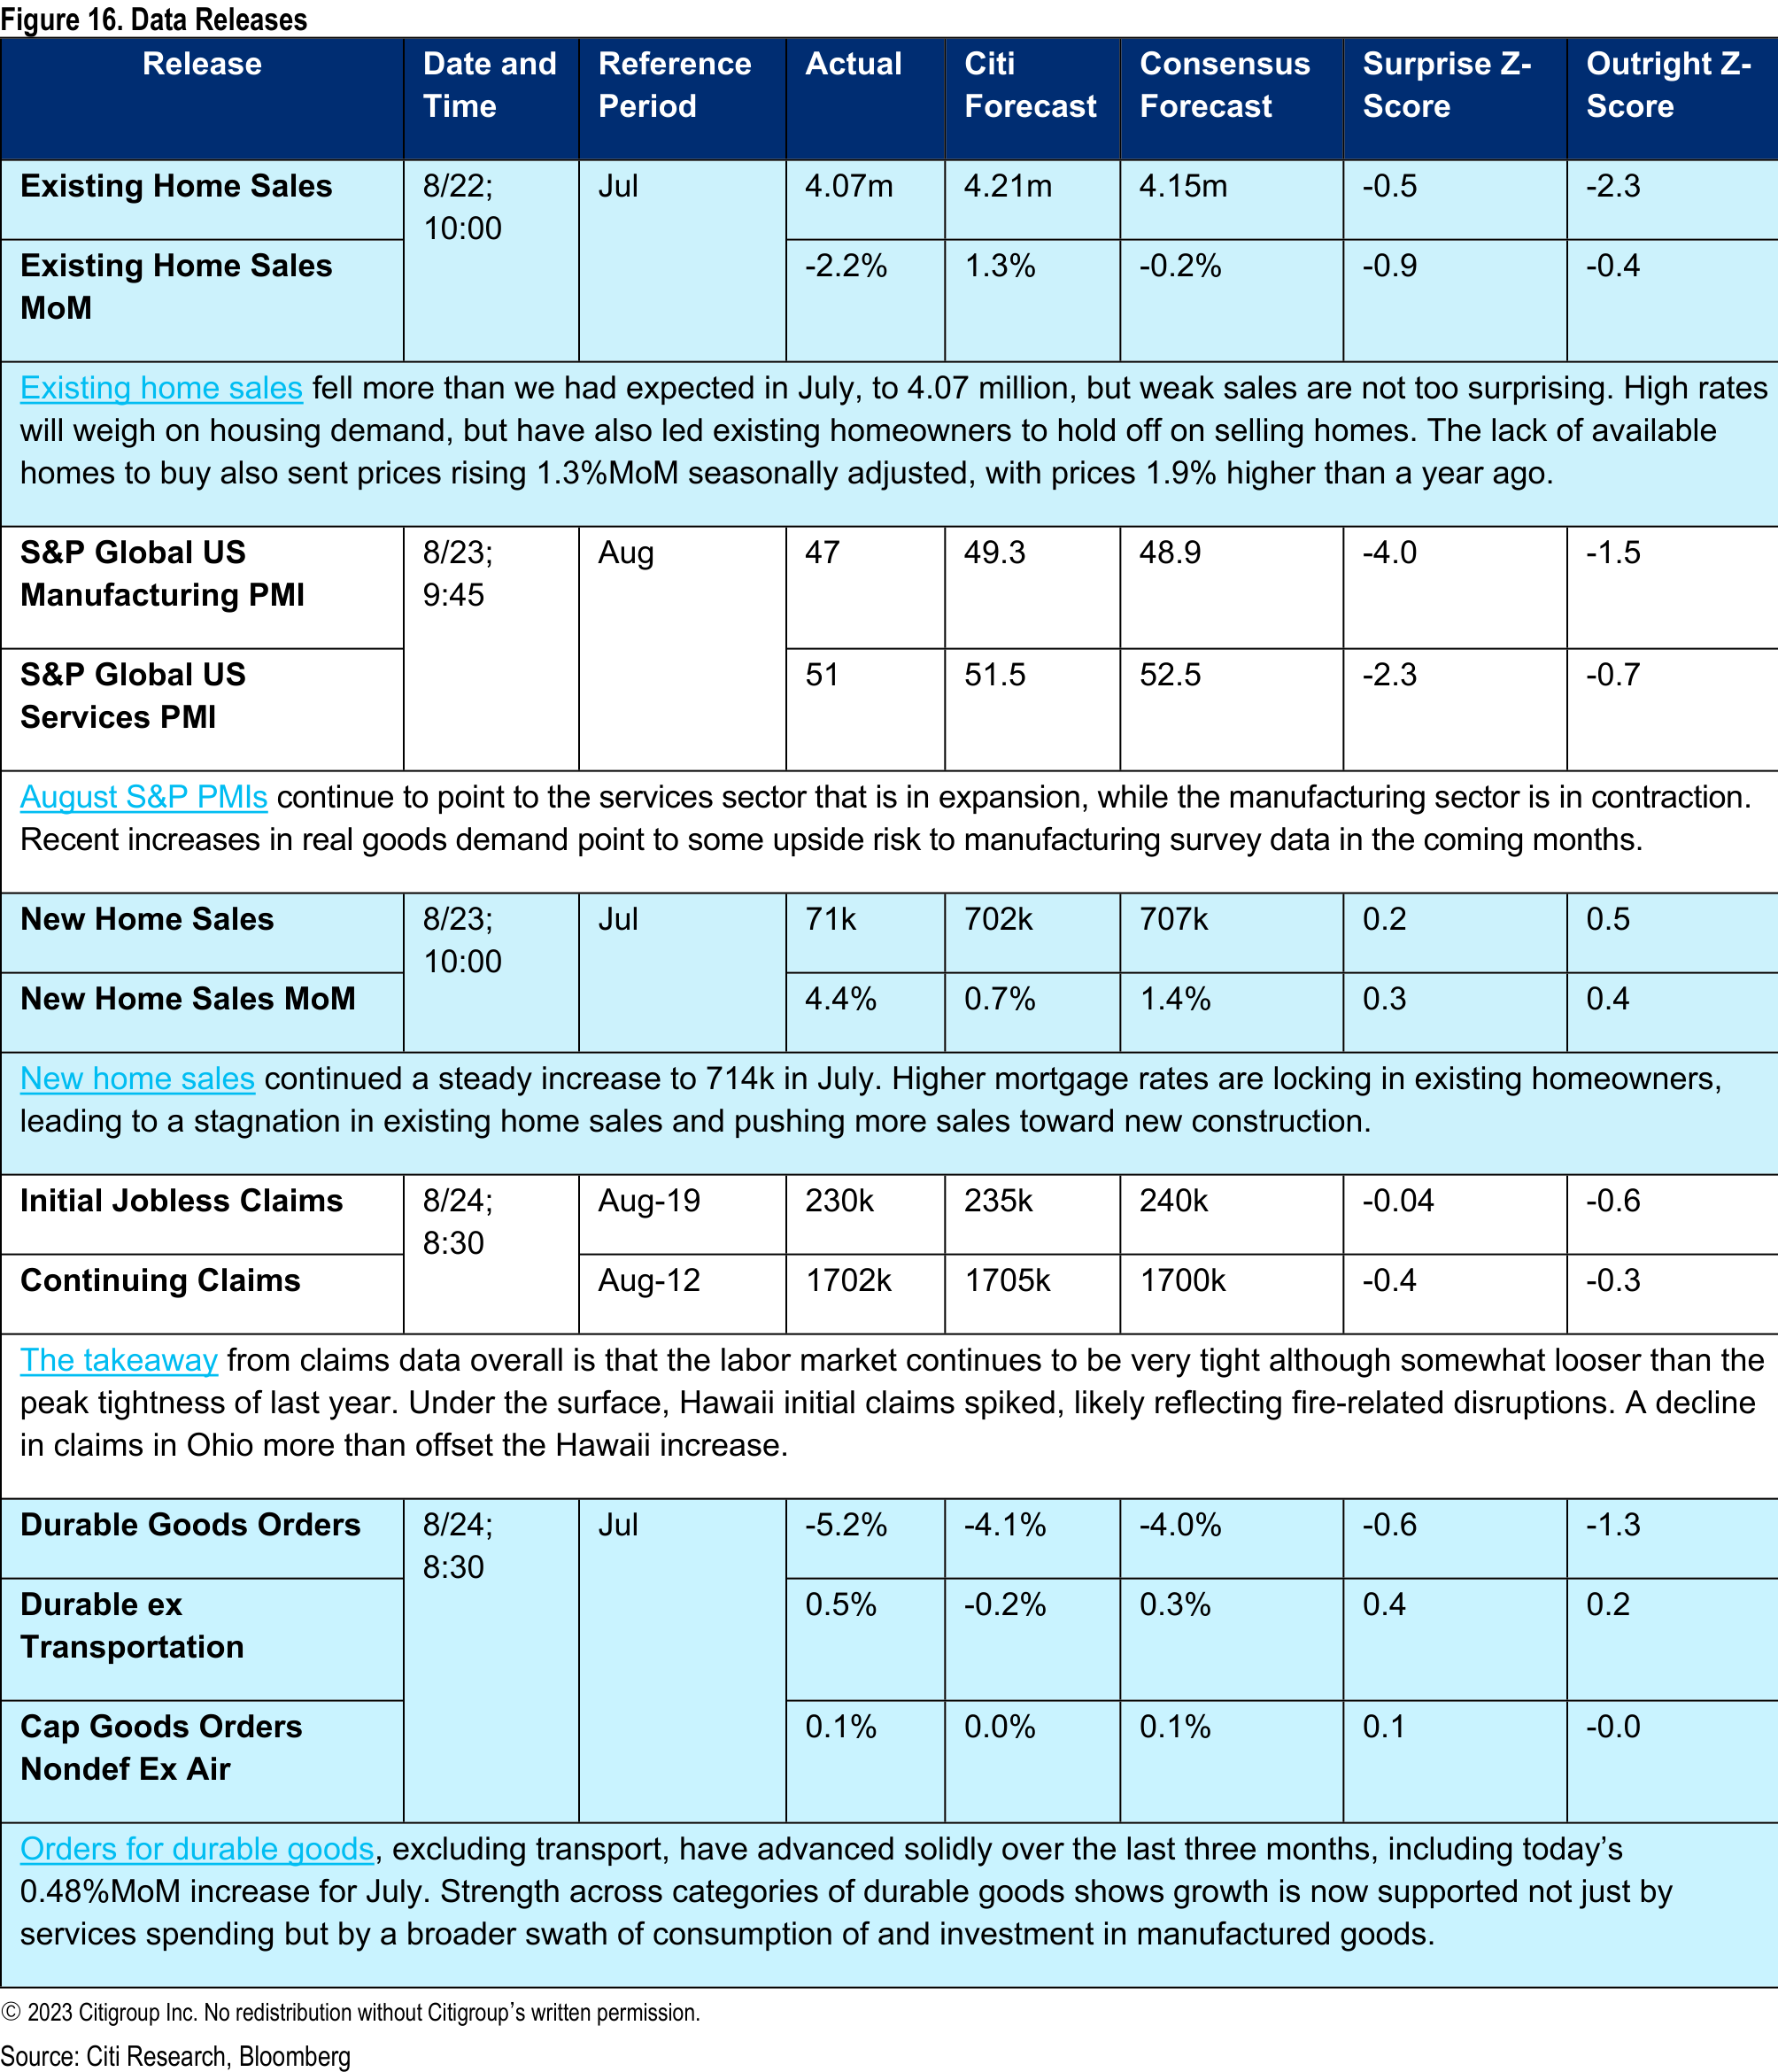 Figure 16. Data Releases
Release
Date and
Time
Reference
Period
Actual
Citi
Forecast
Consensus
Forecast
Surprise Z-
Score
Outright Z-
Score
Existing Home Sales
8/22;
10:00
Jul
4.07m
4.21m
4.15m
-0.5
-2.3
Existing Home Sales
MoM
-2.2%
1.3%
-0.2%
-0.9
-0.4
Existing home sales fell more than we had expected in July, to 4.07 million, but weak sales are not too surprising. High rates
will weigh on housing demand, but have also led existing homeowners to hold off on selling homes. The lack of available
homes to buy also sent prices rising 1.3%MoM seasonally adjusted, with prices 1.9% higher than a year ago.
S&P Global US
Manufacturing PMI
8/23;
9:45
Aug
47
49.3
48.9
-4.0
-1.5
S&P Global US
Services PMI
51
51.5
52.5
-2.3
-0.7
August S&P PMIs continue to point to the services sector that is in expansion, while the manufacturing sector is in contraction.
Recent increases in real goods demand point to some upside risk to manufacturing survey data in the coming months.
New Home Sales
8/23;
10:00
Jul
71k
702k
707k
0.2
0.5
New Home Sales MoM
4.4%
0.7%
1.4%
0.3
0.4
New home sales continued a steady increase to 714k in July. Higher mortgage rates are locking in existing homeowners,
leading to a stagnation in existing home sales and pushing more sales toward new construction.
Initial Jobless Claims
8/24;
8:30
Aug-19
230k
235k
240k
-0.04
-0.6
Continuing Claims
Aug-12
1702k
1705k
1700k
-0.4
-0.3
The takeaway from claims data overall is that the labor market continues to be very tight although somewhat looser than the
peak tightness of last year. Under the surface, Hawaii initial claims spiked, likely reflecting fire-related disruptions. A decline
in claims in Ohio more than offset the Hawaii increase.
Durable Goods Orders
8/24;
8:30
Jul
-5.2%
-4.1%
-4.0%
-0.6
-1.3
Durable ex
Transportation
0.5%
-0.2%
0.3%
0.4
0.2
Cap Goods Orders
Nondef Ex Air
0.1%
0.0%
0.1%
0.1
-0.0
Orders for durable goods, excluding transport, have advanced solidly over the last three months, including today’s
0.48%MoM increase for July. Strength across categories of durable goods shows growth is now supported not just by
services spending but by a broader swath of consumption of and investment in manufactured goods.
© 2023 Citigroup Inc. No redistribution without Citigroup’s written permission.
Source: Citi Research, Bloomberg